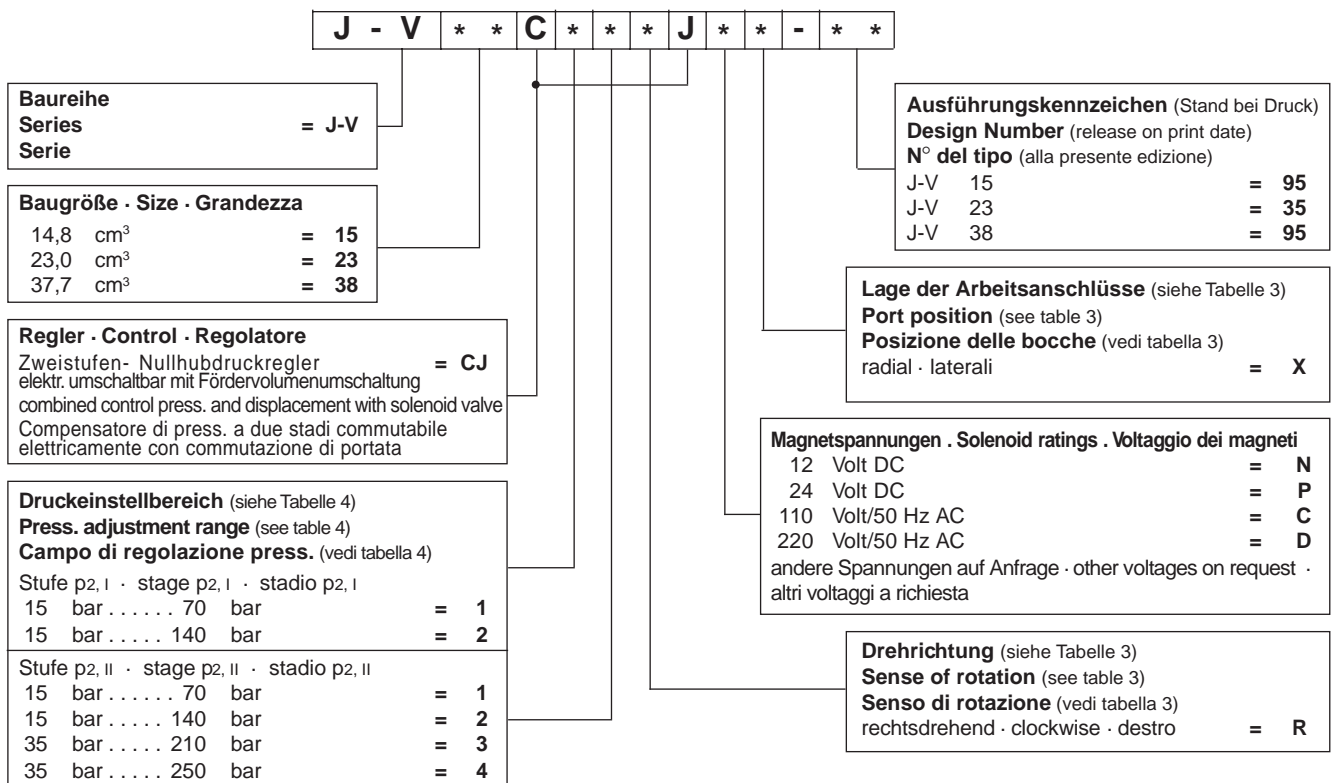 J - V * * C * * * J * * - * *
Baureihe
Series = J-V
Serie
Baugröße · Size · Grandezza
14,8 cm³ = 15
23,0 cm³ = 23
37,7 cm³ = 38
Regler · Control · Regolatore
Zweistufen- Nullhubdruckregler = CJ
elektr. umschaltbar mit Fördervolumenumschaltung
combined control press. and displacement with solenoid valve
Compensatore di press. a due stadi commutabile
elettricamente con commutazione di portata
Druckeinstellbereich (siehe Tabelle 4)
Press. adjustment range (see table 4)
Campo di regolazione press. (vedi tabella 4)
Stufe p2, I · stage p2, I · stadio p2, I
15 bar . . . . . . 70 bar = 1
15 bar . . . . . 140 bar = 2
Stufe p2, II · stage p2, II · stadio p2, II
15 bar . . . . . . 70 bar = 1
15 bar . . . . . 140 bar = 2
35 bar . . . . . 210 bar = 3
35 bar . . . . . 250 bar = 4
Ausführungskennzeichen (Stand bei Druck)
Design Number (release on print date)
N° del tipo (alla presente edizione)
J-V 15 = 95
J-V 23 = 35
J-V 38 = 95
Lage der Arbeitsanschlüsse (siehe Tabelle 3)
Port position (see table 3)
Posizione delle bocche (vedi tabella 3)
radial · laterali = X
Magnetspannungen . Solenoid ratings . Voltaggio dei magneti
12 Volt DC = N
24 Volt DC = P
110 Volt/50 Hz AC = C
220 Volt/50 Hz AC = D
andere Spannungen auf Anfrage · other voltages on request ·
altri voltaggi a richiesta
Drehrichtung (siehe Tabelle 3)
Sense of rotation (see table 3)
Senso di rotazione (vedi tabella 3)
rechtsdrehend · clockwise · destro = R